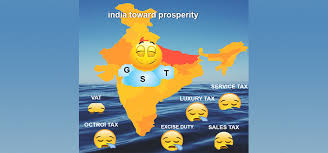 india toward prosperity
G S T
SERVICE TAX
VAT
LUXURY TAX
OCTROI TAX
EXCISE DUTY
SALES TAX